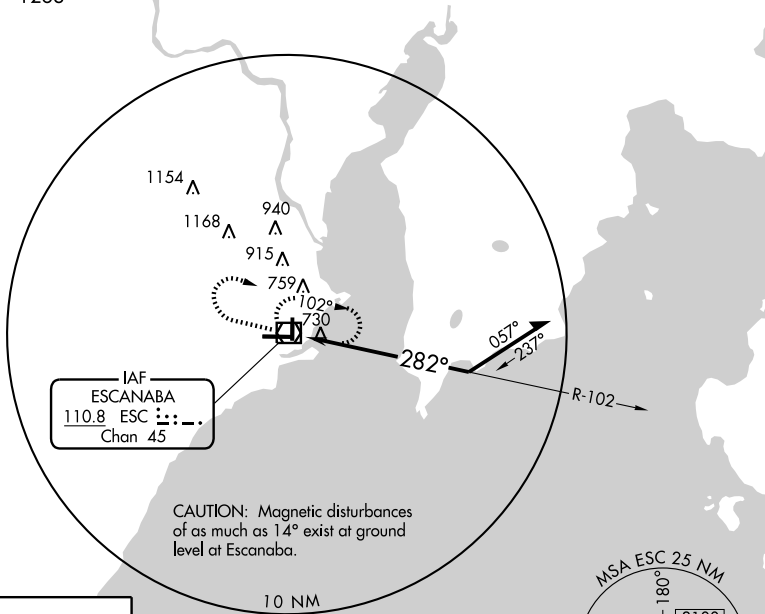 1154
1168
940
915
759
102°
730
282°
057°
237°
R-102
IAF
ESCANABA
110.8 ESC
Chan 45
CAUTION: Magnetic disturbances
of as much as 14° exist at ground
level at Escanaba.
10 NM
MSA ESC 25 NM
180°